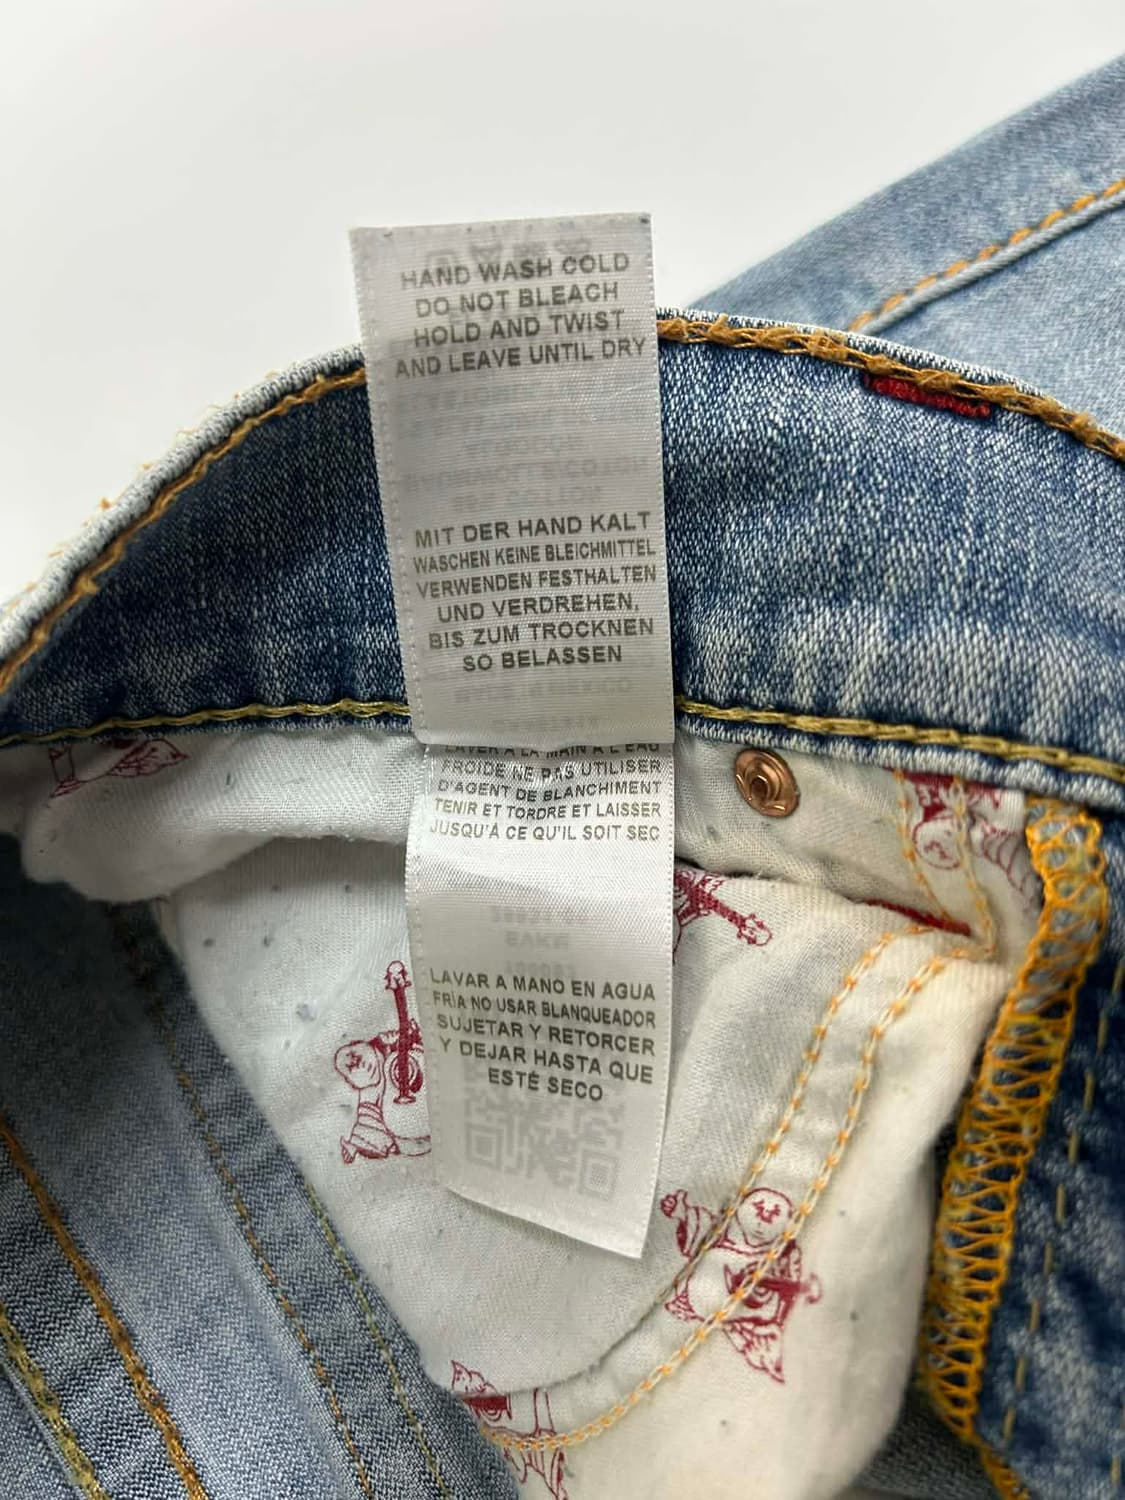 HAND WASH COLD
DO NOT BLEACH
HOLD AND TWIST
AND LEAVE UNTIL DRY
MIT DER HAND KALT
WASCHEN KEINE BLEICHMITTEL
VERWENDEN FESTHALTEN
UND VERDREHEN,
BIS ZUM TROCKNEN
SO BELASSEN
LAVER A LA MAIN A L'EAU
FROIDE NE PAS UTILISER
D'AGENT DE BLANCHIMENT
TENIR ET TORDRE ET LAISSER
JUSQU'À CE QU'IL SOIT SEC
LAVAR A MANO EN AGUA
FRÍA NO USAR BLANQUEADOR
SUJETAR Y RETORCER
Y DEJAR HASTA QUE
ESTÉ SECO